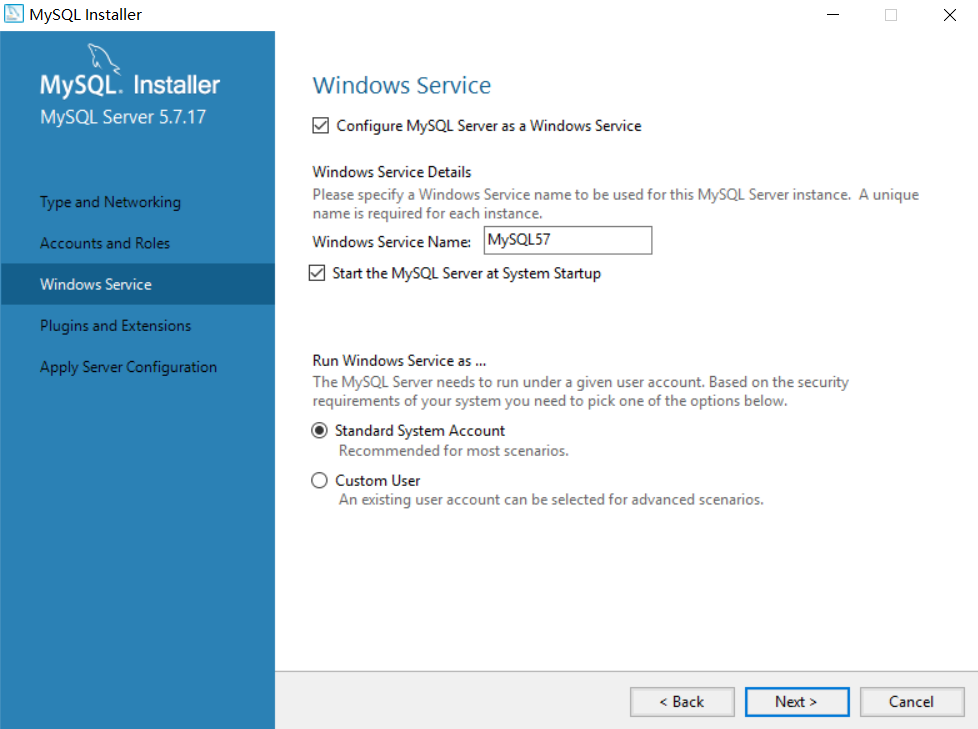 MySQL Installer
MySQL. Installer
MySQL Server 5.7.17
Type and Networking
Accounts and Roles
Windows Service
Plugins and Extensions
Apply Server Configuration
Windows Service
Configure MySQL Server as a Windows Service
Windows Service Details
Please specify a Windows Service name to be used for this MySQL Server instance.  A unique
name is required for each instance.
Windows Service Name: MySQL57
Start the MySQL Server at System Startup
Run Windows Service as ...
The MySQL Server needs to run under a given user account. Based on the security
requirements of your system you need to pick one of the options below.
Standard System Account
Recommended for most scenarios.
Custom User
An existing user account can be selected for advanced scenarios.
< Back Next > Cancel